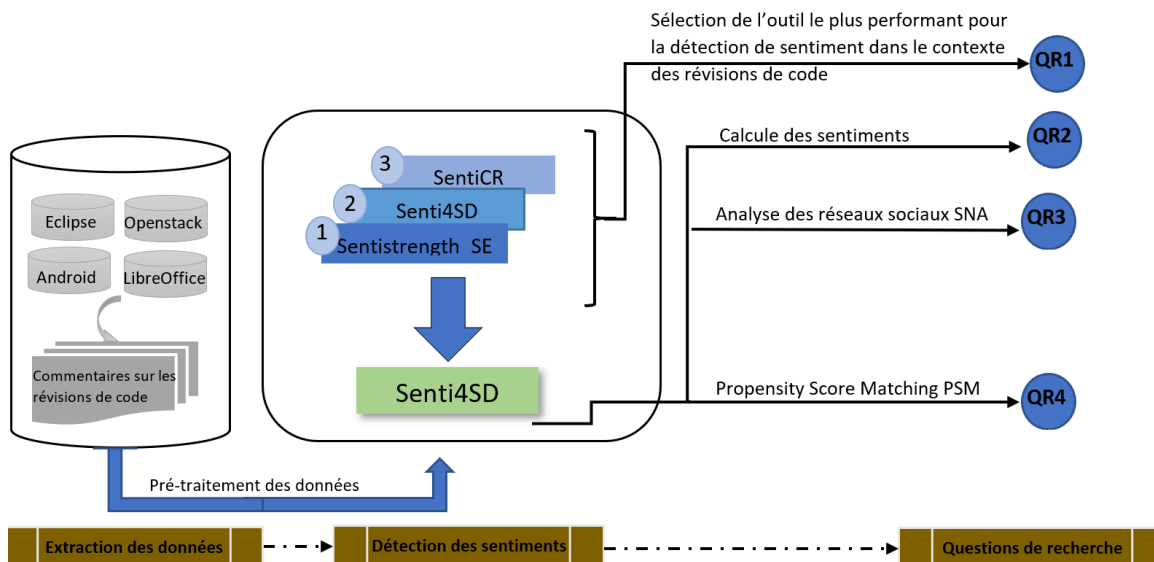 Sélection de l'outil le plus performant pour
la détection de sentiment dans le contexte
des révisions de code
QR1
Calcule des sentiments
QR2
Analyse des réseaux sociaux SNA
QR3
Propensity Score Matching PSM
QR4
3
SentiCR
2
Senti4SD
1
Sentistrength_SE
Senti4SD
Eclipse
Openstack
Android
LibreOffice
Commentaires sur les
révisions de code
Pré-traitement des données
Extraction des données
Détection des sentiments
Questions de recherche